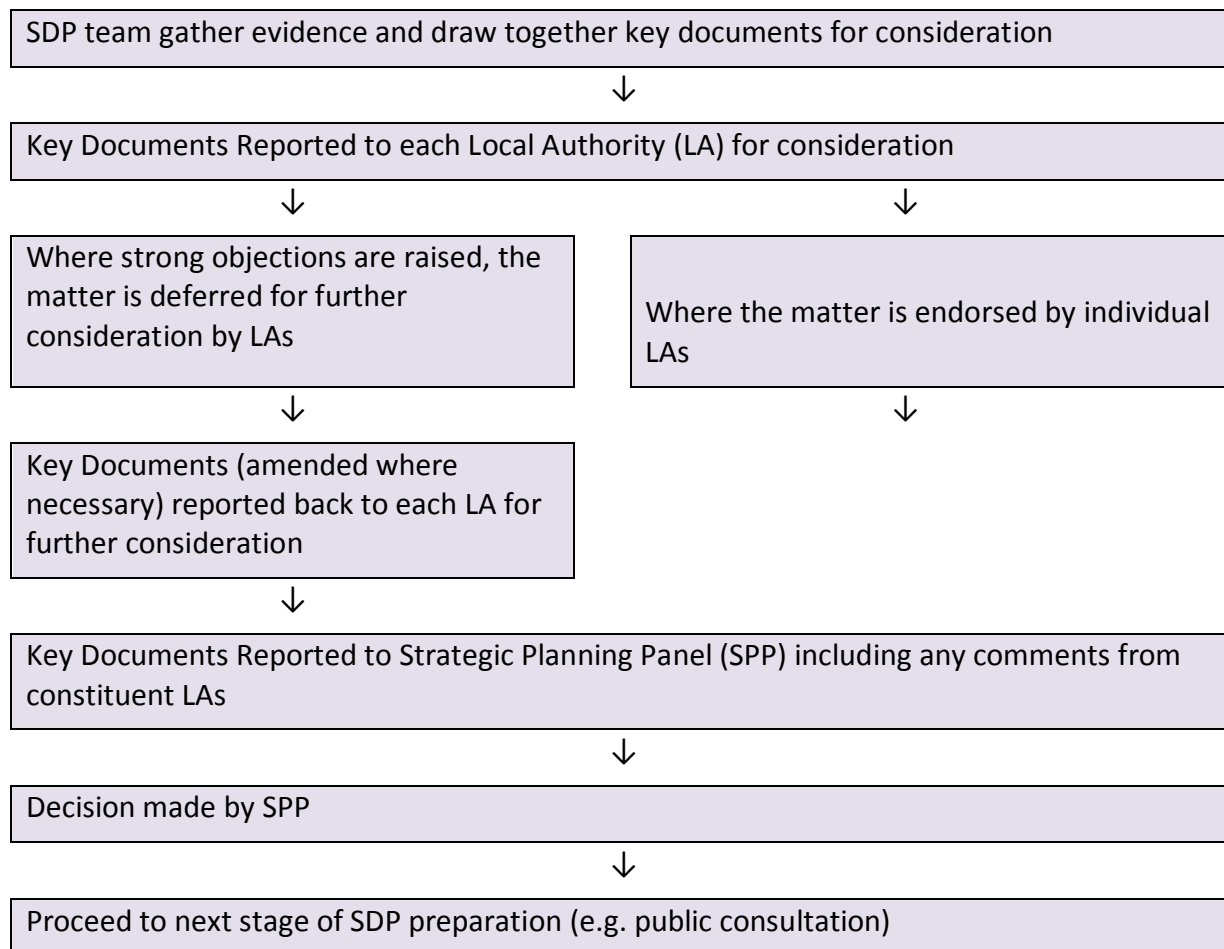 SDP team gather evidence and draw together key documents for consideration
Key Documents Reported to each Local Authority (LA) for consideration
Where strong objections are raised, the
matter is deferred for further
consideration by LAs
Where the matter is endorsed by individual
LAs
Key Documents (amended where
necessary) reported back to each LA for
further consideration
Key Documents Reported to Strategic Planning Panel (SPP) including any comments from
constituent LAs
Decision made by SPP
Proceed to next stage of SDP preparation (e.g. public consultation)